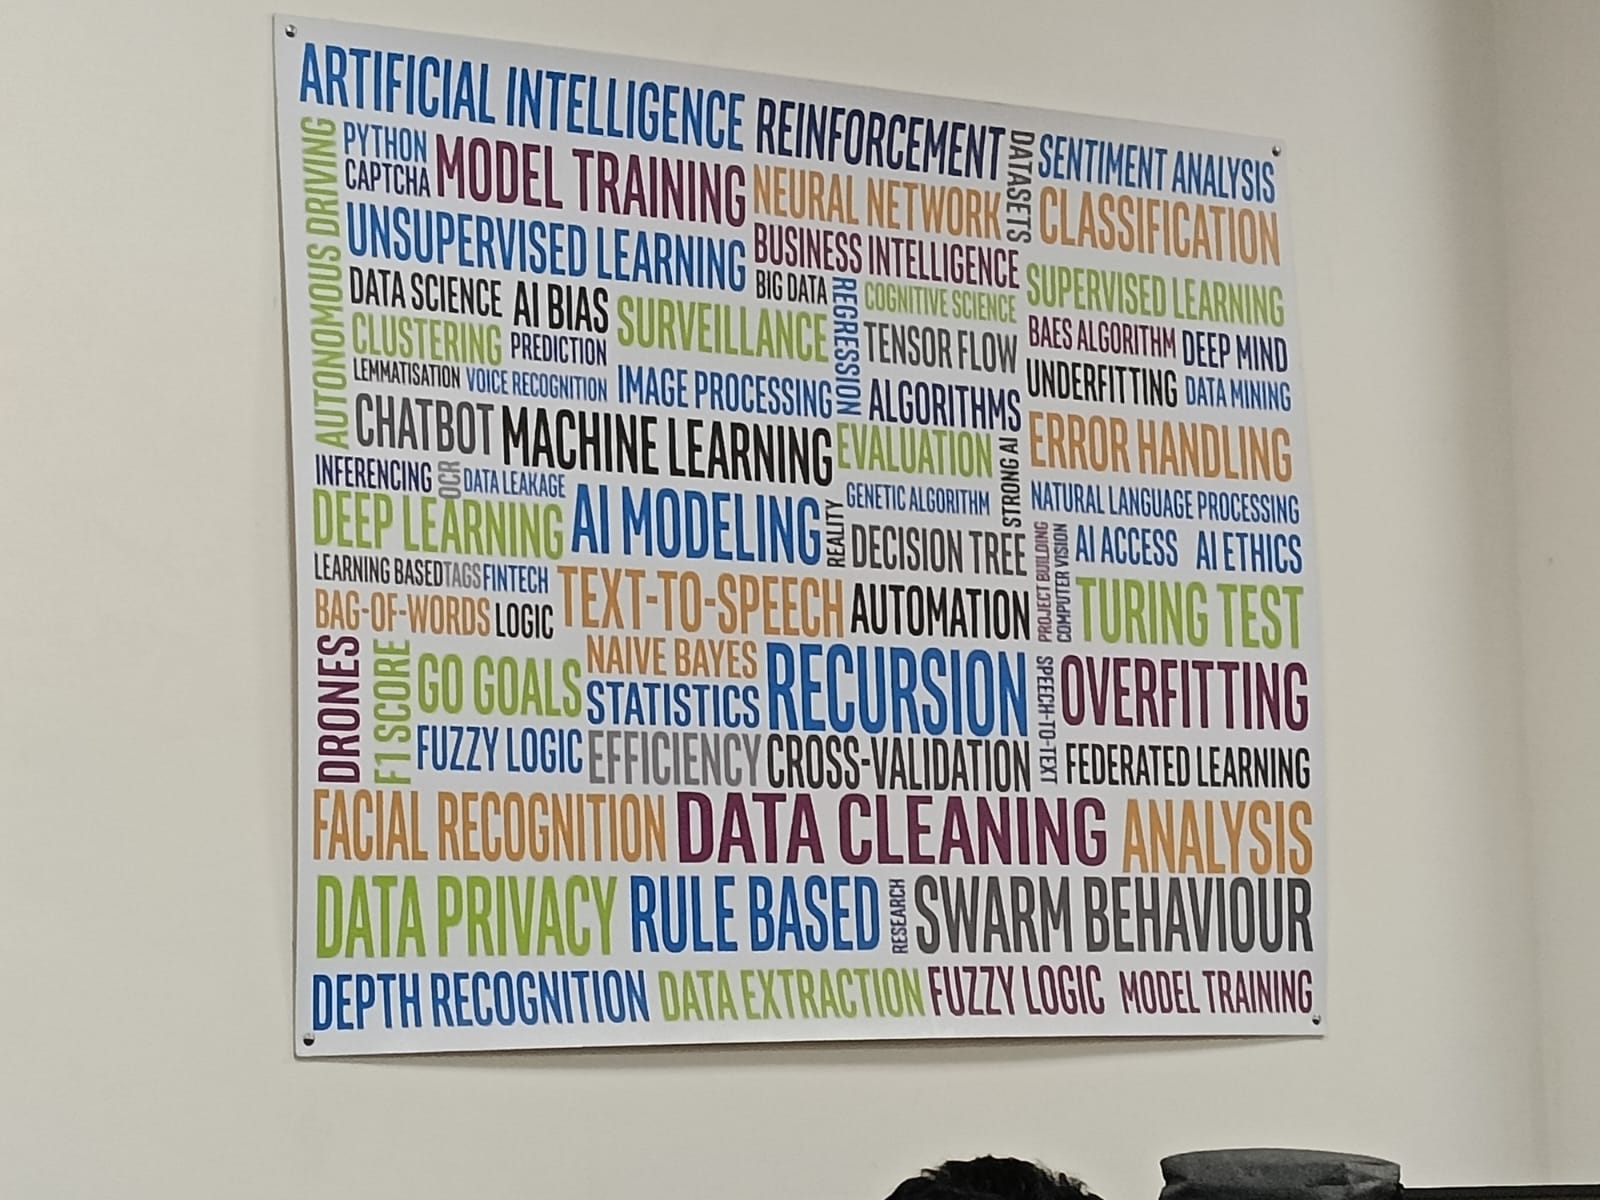 ARTIFICIAL INTELLIGENCE REINFORCEMENT
DATASETS
SENTIMENT ANALYSIS
AUTONOMOUS DRIVING
PYTHON
CAPTCHA
MODEL TRAINING
NEURAL NETWORK
CLASSIFICATION
UNSUPERVISED LEARNING
BUSINESS INTELLIGENCE
SUPERVISED LEARNING
DATA SCIENCE
AI BIAS
BIG DATA
REGRESSION
COGNITIVE SCIENCE
CLUSTERING
PREDICTION
SURVEILLANCE
TENSOR FLOW
BAES ALGORITHM
DEEP MIND
LEMMATISATION
VOICE RECOGNITION
IMAGE PROCESSING
ALGORITHMS
UNDERFITTING
DATA MINING
CHATBOT
MACHINE LEARNING
EVALUATION
STRONG AI
ERROR HANDLING
INFERENCING
OCR
DATA LEAKAGE
GENETIC ALGORITHM
NATURAL LANGUAGE PROCESSING
DEEP LEARNING
AI MODELING
REALITY
DECISION TREE
PROJECT BUILDING
COMPUTER VISION
AI ACCESS
AI ETHICS
LEARNING BASED
TAGS
FINTECH
TEXT-TO-SPEECH
AUTOMATION
TURING TEST
BAG-OF-WORDS
LOGIC
DRONES
F1 SCORE
GO GOALS
NAIVE BAYES
STATISTICS
RECURSION
SPEECH-TO-TEXT
OVERFITTING
FUZZY LOGIC
EFFICIENCY
CROSS-VALIDATION
FEDERATED LEARNING
FACIAL RECOGNITION
DATA CLEANING
ANALYSIS
DATA PRIVACY
RULE BASED
RESEARCH
SWARM BEHAVIOUR
DEPTH RECOGNITION
DATA EXTRACTION
FUZZY LOGIC
MODEL TRAINING